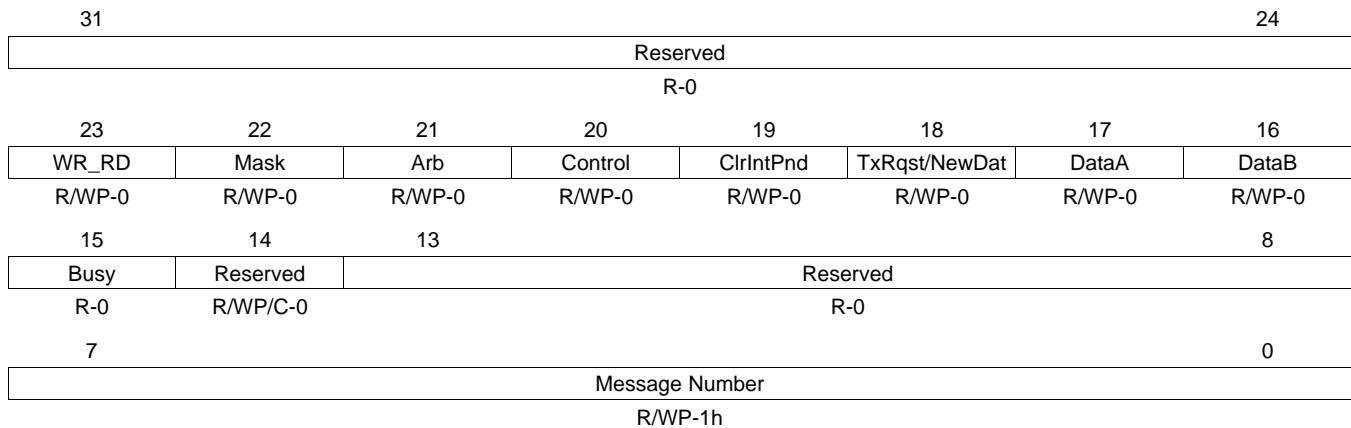 31 24
Reserved
R-0
23 22 21 20 19 18 17 16
WR_RD Mask Arb Control ClrIntPnd TxRqst/NewDat DataA DataB
R/WP-0 R/WP-0 R/WP-0 R/WP-0 R/WP-0 R/WP-0 R/WP-0 R/WP-0
15 14 13 8
Busy Reserved Reserved
R-0 R/WP/C-0 R-0
7 0
Message Number
R/WP-1h